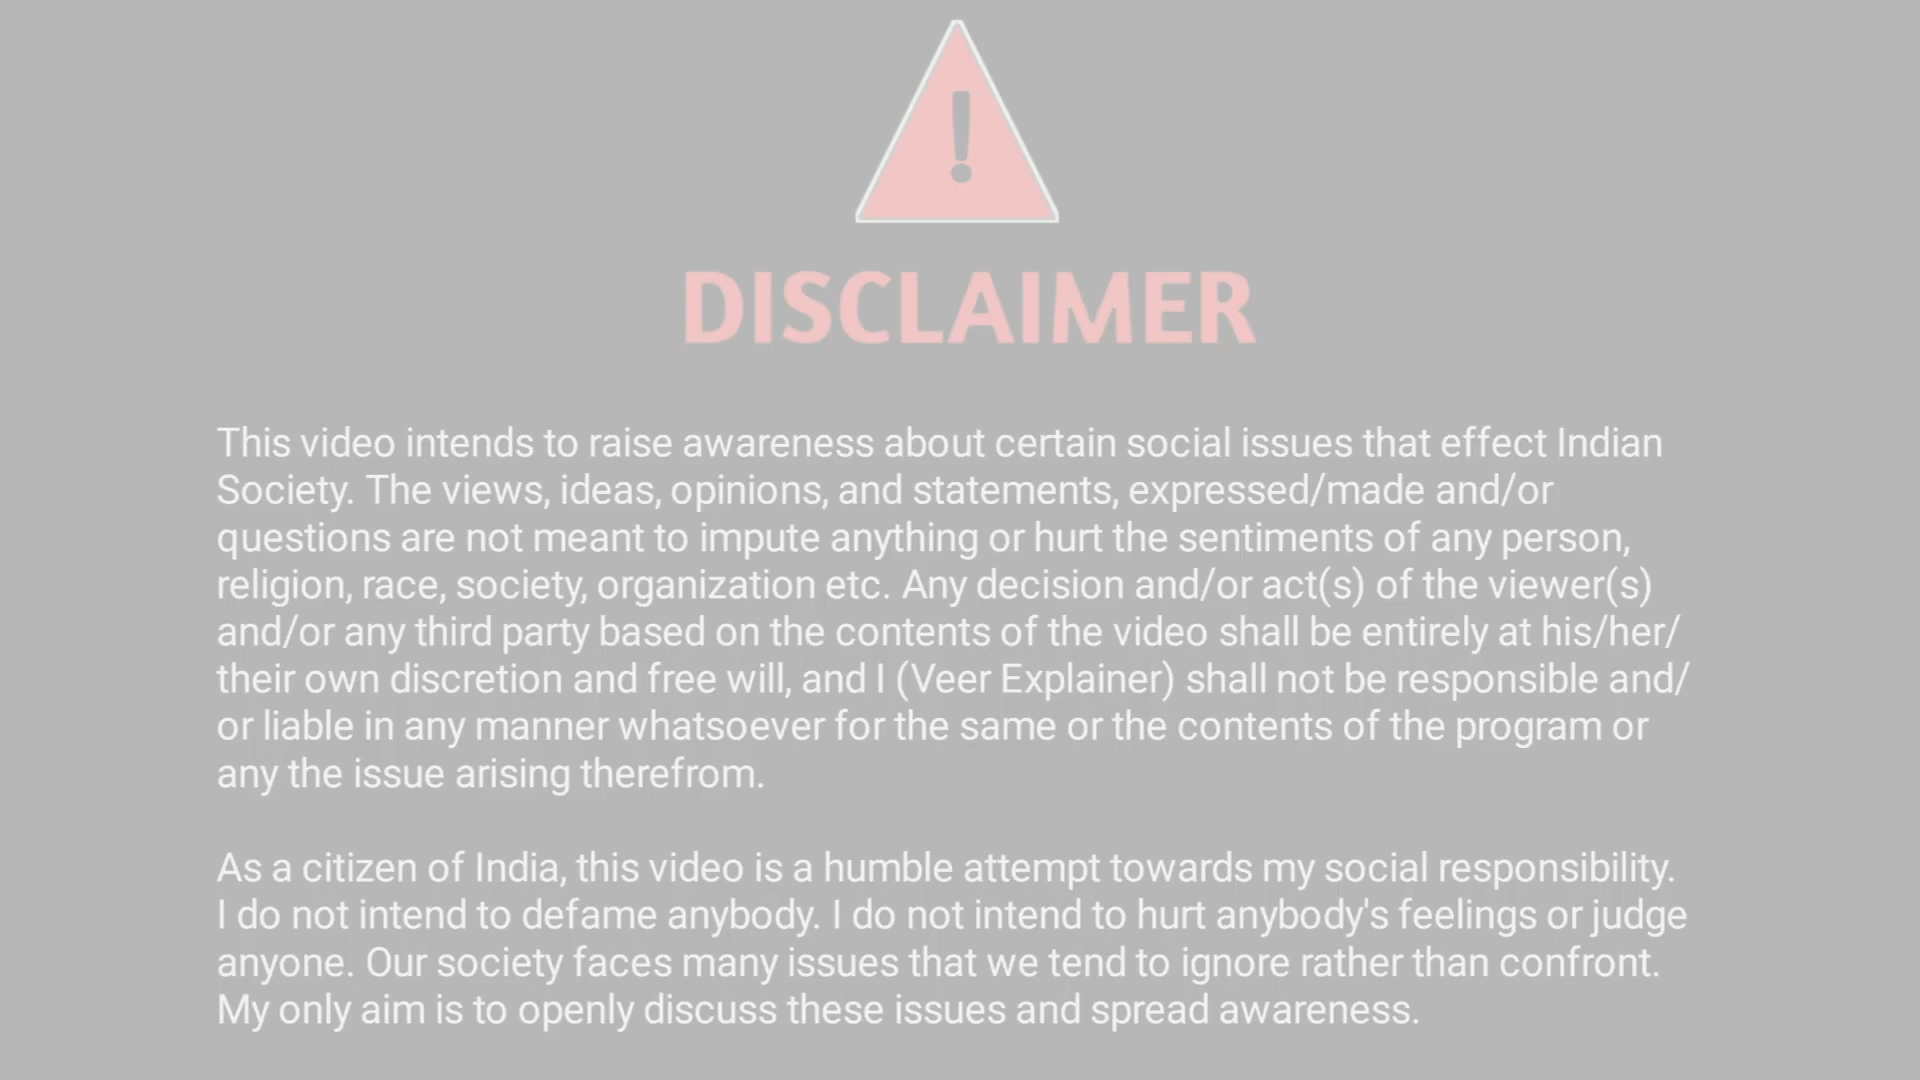 !
DISCLAIMER
This video intends to raise awareness about certain social issues that effect Indian
Society. The views, ideas, opinions, and statements, expressed/made and/or
questions are not meant to impute anything or hurt the sentiments of any person,
religion, race, society, organization etc. Any decision and/or act(s) of the viewer(s)
and/or any third party based on the contents of the video shall be entirely at his/her/
their own discretion and free will, and I (Veer Explainer) shall not be responsible and/
or liable in any manner whatsoever for the same or the contents of the program or
any the issue arising therefrom.
As a citizen of India, this video is a humble attempt towards my social responsibility.
I do not intend to defame anybody. I do not intend to hurt anybody's feelings or judge
anyone. Our society faces many issues that we tend to ignore rather than confront.
My only aim is to openly discuss these issues and spread awareness.